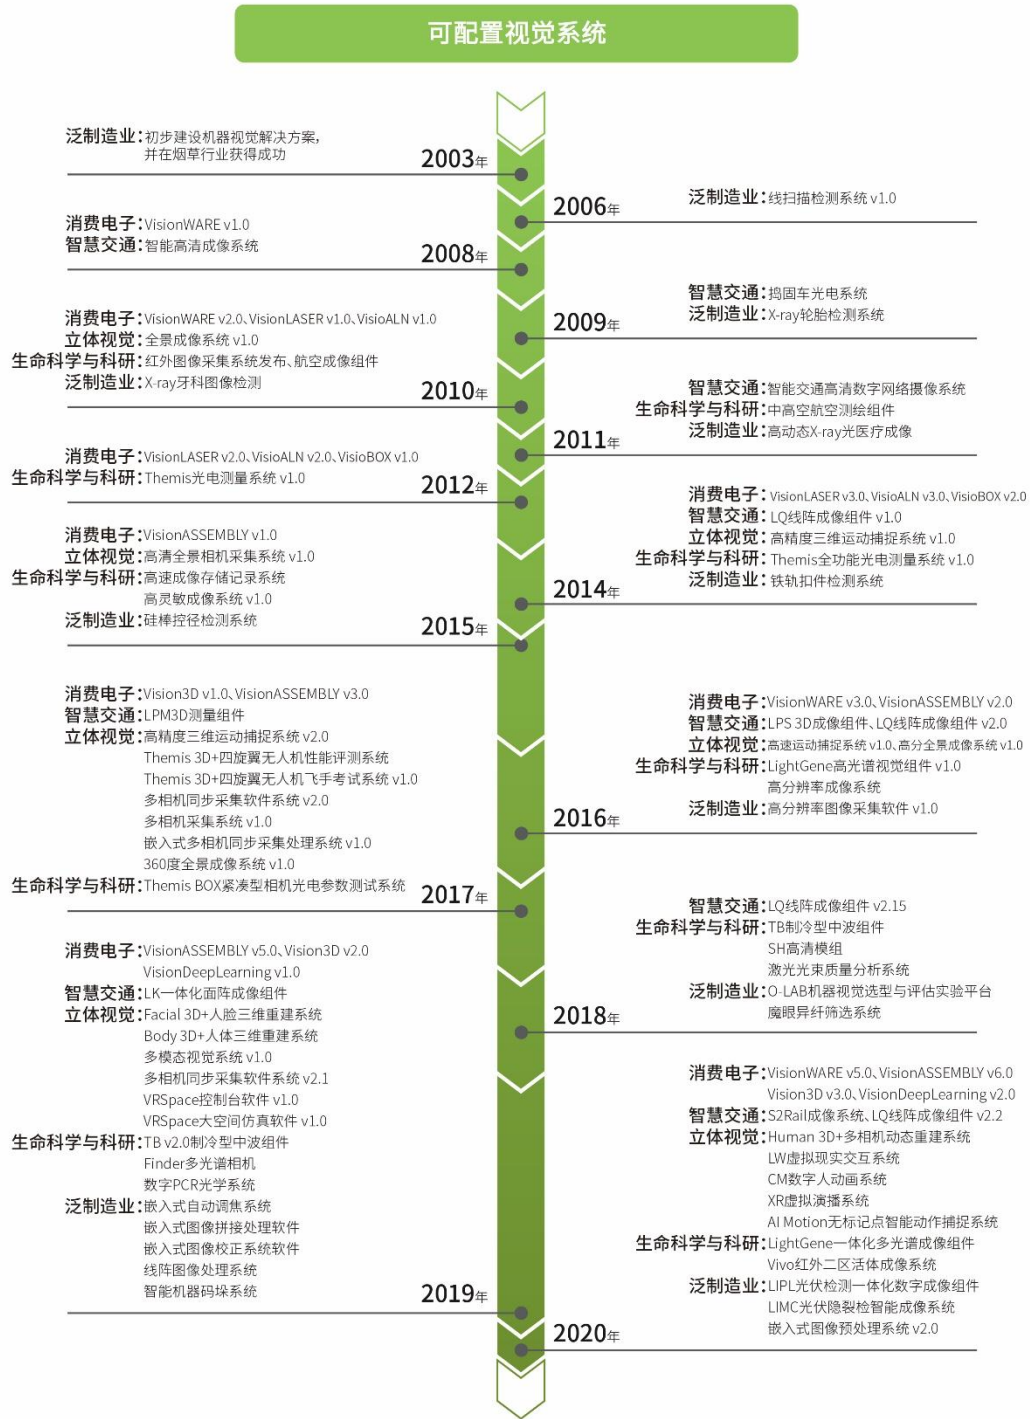 可配置视觉系统
泛制造业:初步建设机器视觉解决方案,
并在烟草行业获得成功
2003年
泛制造业:线扫描检测系统 v1.0
2006年
消费电子:VisionWARE v1.0
智慧交通:智能高清成像系统
2008年
智慧交通:捣固车光电系统
泛制造业:X-ray轮胎检测系统
2009年
消费电子:VisionWARE v2.0、VisionLASER v1.0、VisioALN v1.0
立体视觉:全景成像系统 v1.0
生命科学与科研:红外图像采集系统发布、航空成像组件
泛制造业:X-ray牙科图像检测
2010年
智慧交通:智能交通高清数字网络摄像系统
生命科学与科研:中高空航空测绘组件
泛制造业:高动态X-ray光医疗成像
2011年
消费电子:VisionLASER v2.0、VisioALN v2.0、VisioBOX v1.0
生命科学与科研:Themis光电测量系统 v1.0
2012年
消费电子:VisionLASER v3.0、VisioALN v3.0、VisioBOX v2.0
智慧交通:LQ线阵成像组件 v1.0
立体视觉:高精度三维运动捕捉系统 v1.0
生命科学与科研:Themis全功能光电测量系统 v1.0
泛制造业:铁轨扣件检测系统
2014年
消费电子:VisionASSEMBLY v1.0
立体视觉:高清全景相机采集系统 v1.0
生命科学与科研:高速成像存储记录系统
高灵敏成像系统 v1.0
泛制造业:硅棒控径检测系统
2015年
消费电子:VisionWARE v3.0、VisionASSEMBLY v2.0
智慧交通:LPS 3D成像组件、LQ线阵成像组件 v2.0
立体视觉:高速运动捕捉系统 v1.0、高分全景成像系统 v1.0
生命科学与科研:LightGene高光谱视觉组件 v1.0
高分辨率成像系统
泛制造业:高分辨率图像采集软件 v1.0
2016年
消费电子:Vision3D v1.0、VisionASSEMBLY v3.0
智慧交通:LPM3D测量组件
立体视觉:高精度三维运动捕捉系统 v2.0
Themis 3D+四旋翼无人机性能评测系统
Themis 3D+四旋翼无人机飞手考试系统 v1.0
多相机同步采集软件系统 v2.0
多相机采集系统 v1.0
嵌入式多相机同步采集处理系统 v1.0
360度全景成像系统 v1.0
生命科学与科研:Themis BOX紧凑型相机光电参数测试系统
2017年
智慧交通:LQ线阵成像组件 v2.15
生命科学与科研:TB制冷型中波组件
SH高清模组
激光光束质量分析系统
泛制造业:O-LAB机器视觉选型与评估实验平台
魔眼异纤筛选系统
2018年
消费电子:VisionASSEMBLY v5.0、Vision3D v2.0
VisionDeepLearning v1.0
智慧交通:LK一体化面阵成像组件
立体视觉:Facial 3D+人脸三维重建系统
Body 3D+人体三维重建系统
多模态视觉系统 v1.0
多相机同步采集软件系统 v2.1
VRSpace控制台软件 v1.0
VRSpace大空间仿真软件 v1.0
生命科学与科研:TB v2.0制冷型中波组件
Finder多光谱相机
数字PCR光学系统
泛制造业:嵌入式自动调焦系统
嵌入式图像拼接处理软件
嵌入式图像校正系统软件
线阵图像处理系统
智能机器码垛系统
2019年
消费电子:VisionWARE v5.0、VisionASSEMBLY v6.0
Vision3D v3.0、VisionDeepLearning v2.0
智慧交通:S2Rail成像系统、LQ线阵成像组件 v2.2
立体视觉:Human 3D+多相机动态重建系统
LW虚拟现实交互系统
CM数字人动画系统
XR虚拟演播系统
AI Motion无标记点智能动作捕捉系统
生命科学与科研:LightGene一体化多光谱成像组件
Vivo红外二区活体成像系统
泛制造业:LIPL光伏检测一体化数字成像组件
LIMC光伏隐裂检智能成像系统
嵌入式图像预处理系统 v2.0
2020年